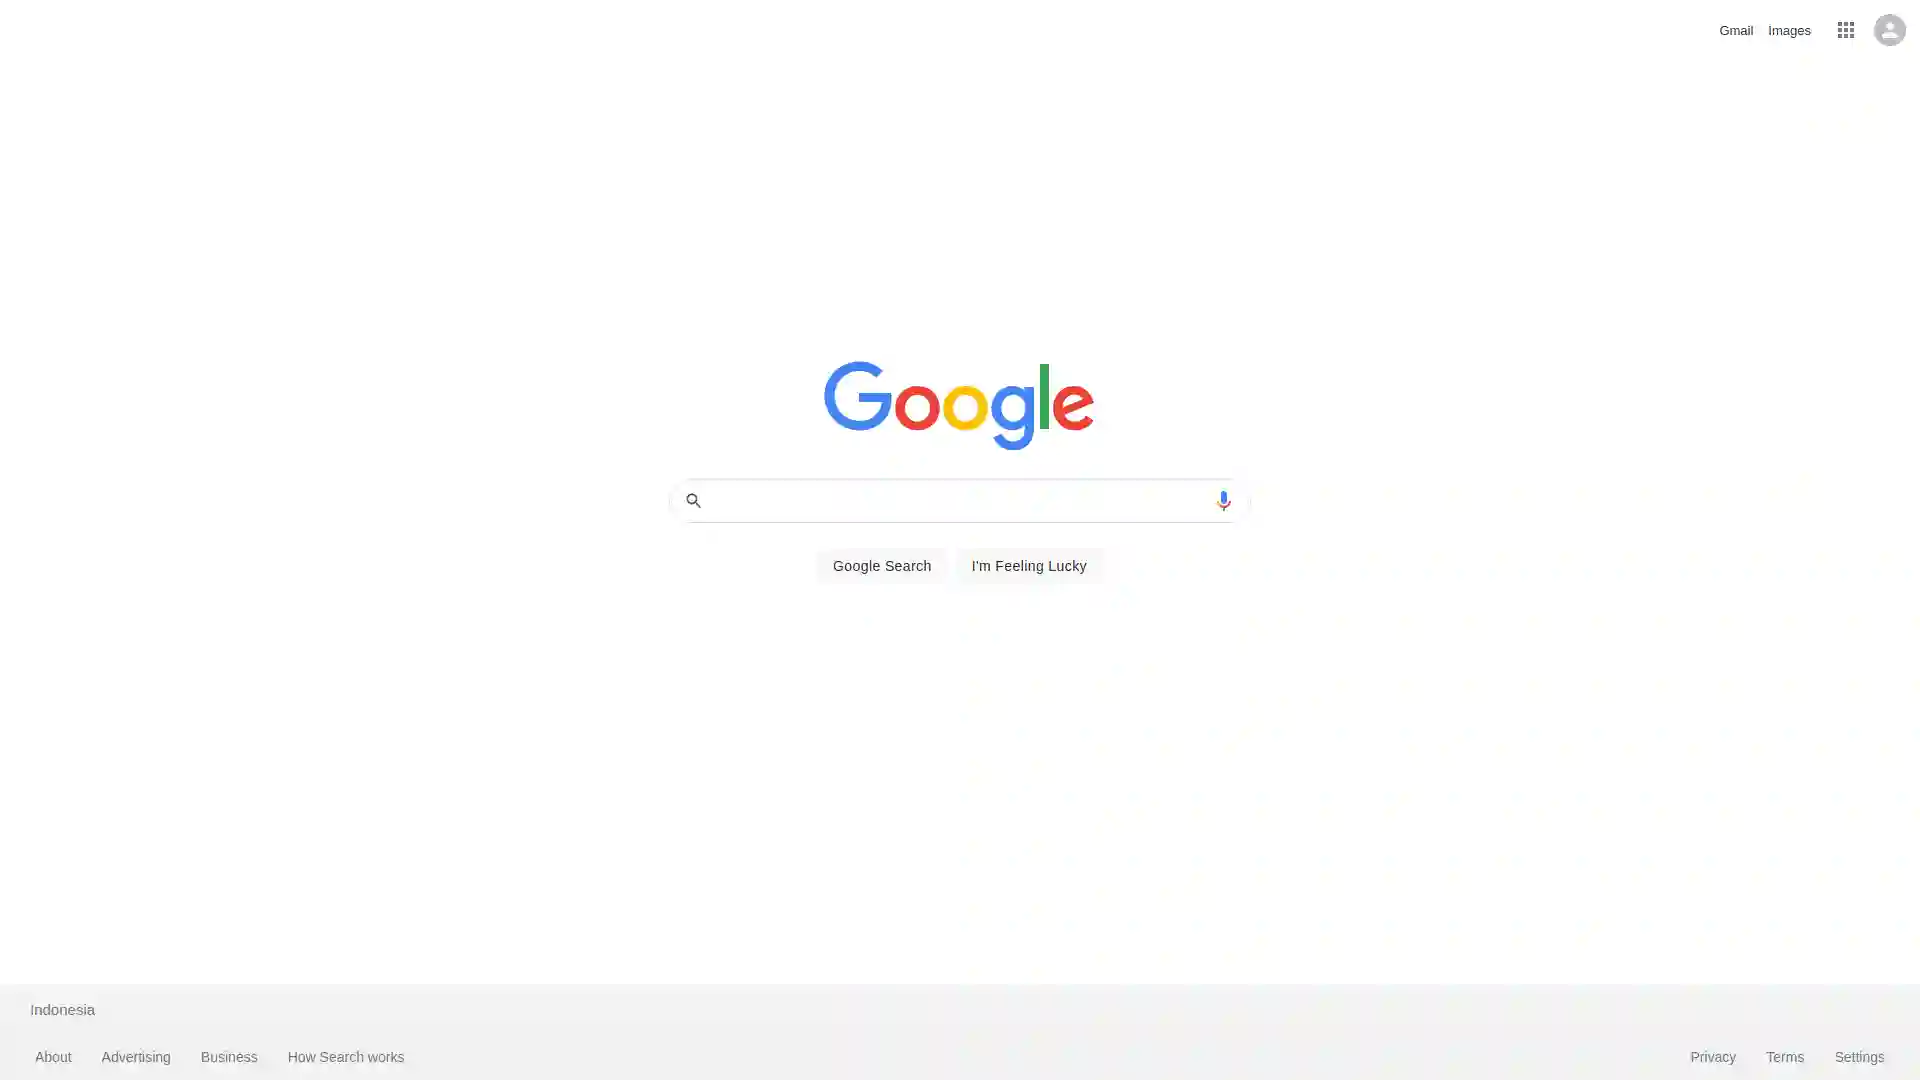 Gmail Images
Google
Google Search I'm Feeling Lucky
Indonesia
About Advertising Business How Search works Privacy Terms Settings